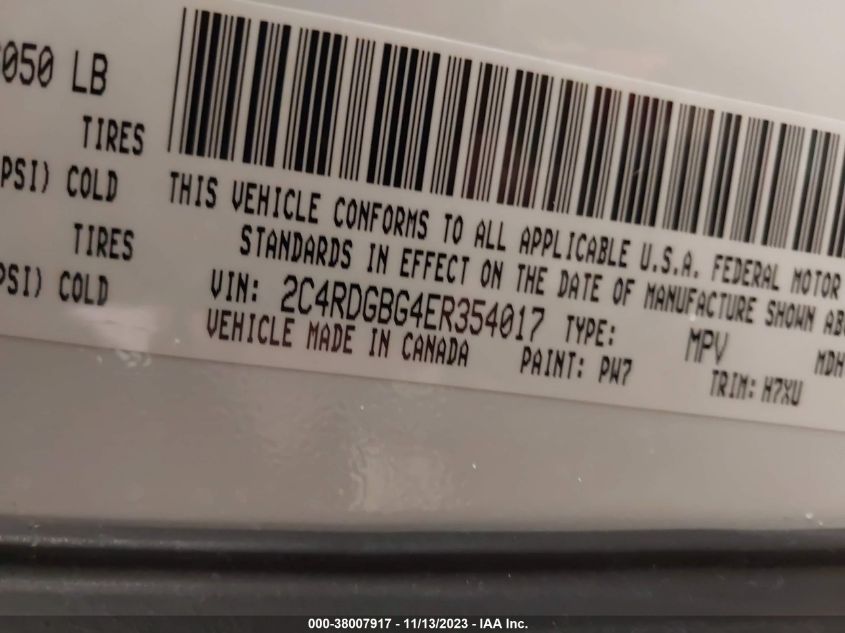 050 LB
TIRES
PSI) COLD
TIRES
PSI) COLD
THIS VEHICLE CONFORMS TO ALL APPLICABLE U.S.A. FEDERAL MOTOR
STANDARDS IN EFFECT ON THE DATE OF MANUFACTURE SHOWN ABO
VIN: 2C4RDGBG4ER354017 TYPE: MPV MDH
VEHICLE MADE IN CANADA PAINT: PW7 TRIM: H7XU
000-38007917 - 11/13/2023 - IAA Inc.